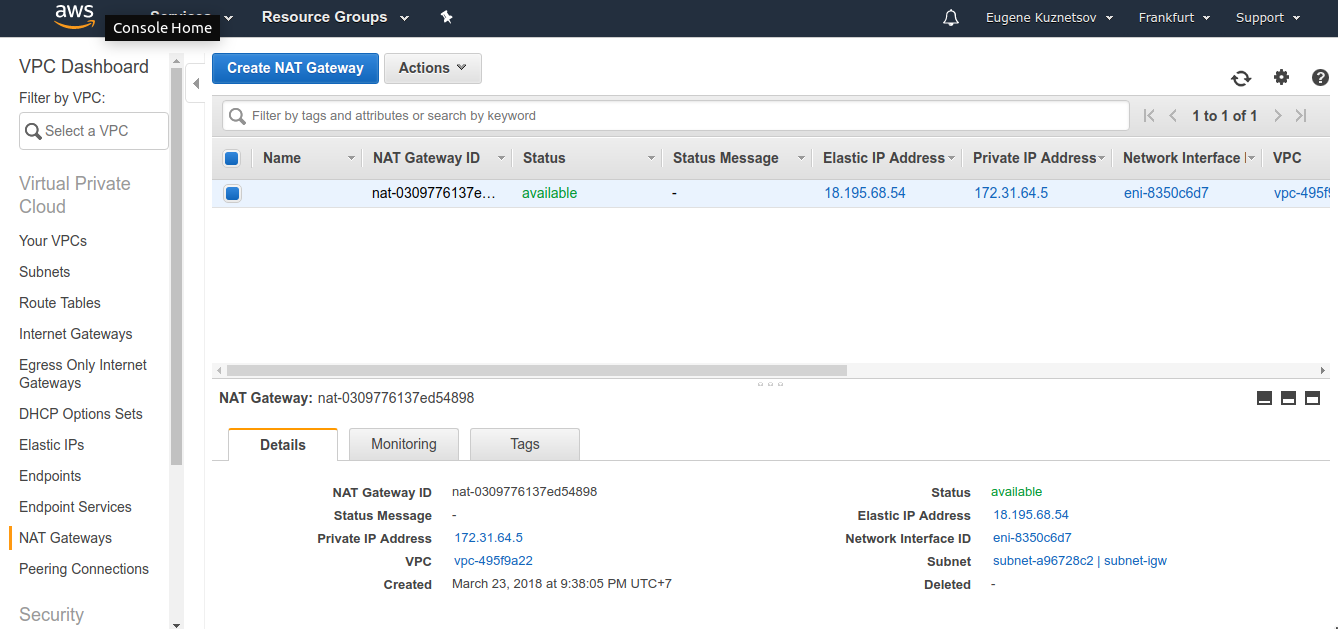 aws
Services
Resource Groups
Eugene Kuznetsov
Frankfurt
Support
Console Home
VPC Dashboard
Filter by VPC:
Select a VPC
Virtual Private
Cloud
Your VPCs
Subnets
Route Tables
Internet Gateways
Egress Only Internet
Gateways
DHCP Options Sets
Elastic IPs
Endpoints
Endpoint Services
NAT Gateways
Peering Connections
Security
Create NAT Gateway
Actions
Filter by tags and attributes or search by keyword
1 to 1 of 1
Name NAT Gateway ID Status Status Message Elastic IP Address Private IP Address Network Interface VPC
nat-0309776137e... available - 18.195.68.54 172.31.64.5 eni-8350c6d7 vpc-495f9
NAT Gateway: nat-0309776137ed54898
Details Monitoring Tags
NAT Gateway ID nat-0309776137ed54898 Status available
Status Message - Elastic IP Address 18.195.68.54
Private IP Address 172.31.64.5 Network Interface ID eni-8350c6d7
VPC vpc-495f9a22 Subnet subnet-a96728c2 | subnet-igw
Created March 23, 2018 at 9:38:05 PM UTC+7 Deleted -